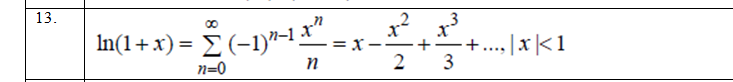 13. ln(1+x) = ∑_{n=0}^{∞} (−1)^{n−1} x^n/n = x − x^2/2 + x^3/3 − + ..., | x |< 1